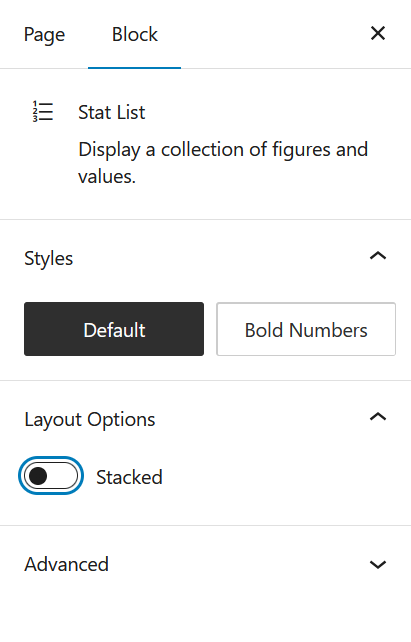 Page Block
Stat List
Display a collection of figures and
values.
Styles
Default Bold Numbers
Layout Options
Stacked
Advanced